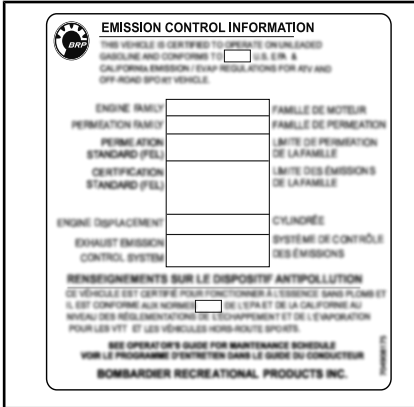 BRP
EMISSION CONTROL INFORMATION
THIS VEHICLE IS CERTIFIED TO OPERATE ON UNLEADED
GASOLINE AND CONFORMS TO U.S. EPA &
CALIFORNIA EMISSION / EVAP REGULATIONS FOR ATV AND
OFF-ROAD SPORT VEHICLE.
ENGINE FAMILY FAMILLE DE MOTEUR
PERMEATION FAMILY FAMILLE DE PERMEATION
PERMEATION LIMITE DE PERMEATION
STANDARD (FEL) DE LA FAMILLE
CERTIFICATION LIMITE DES ÉMISSIONS
STANDARD (FEL) DE LA FAMILLE
ENGINE DISPLACEMENT CYLINDRÉE
EXHAUST EMISSION SYSTÈME DE CONTRÔLE
CONTROL SYSTEM DES ÉMISSIONS
RENSEIGNEMENTS SUR LE DISPOSITIF ANTIPOLLUTION
CE VÉHICULE EST CERTIFIÉ POUR FONCTIONNER À L'ESSENCE SANS PLOMB ET
IL EST CONFORME AUX NORMES DE L'EPA ET DE LA CALIFORNIE AU
NIVEAU DES RÉGLEMENTATIONS DE L'ÉCHAPPEMENT ET DE L'ÉVAPORATION
POUR LES VTT ET LES VÉHICULES HORS-ROUTE SPORTS.
SEE OPERATOR'S GUIDE FOR MAINTENANCE SCHEDULE
VOIR LE PROGRAMME D'ENTRETIEN DANS LE GUIDE DU CONDUCTEUR
BOMBARDIER RECREATIONAL PRODUCTS INC.